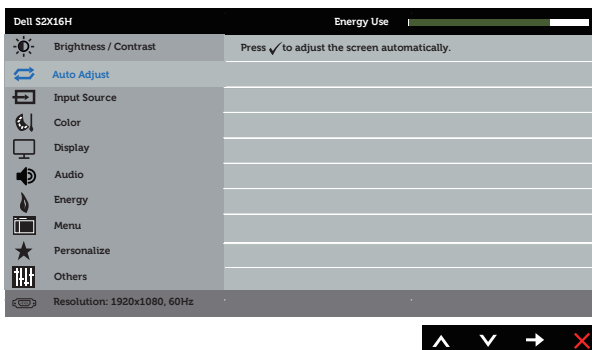 Dell S2X16H Energy Use
Brightness / Contrast Press ✓ to adjust the screen automatically.
Auto Adjust
Input Source
Color
Display
Audio
Energy
Menu
Personalize
Others
Resolution: 1920x1080, 60Hz